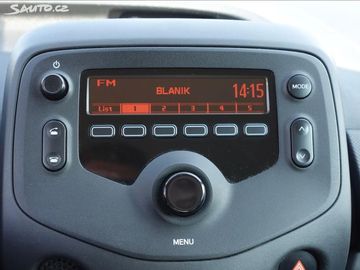 SAUTO.CZ
FM
BLANIK
14:15
List 1 2 3 4 5
MODE
MENU